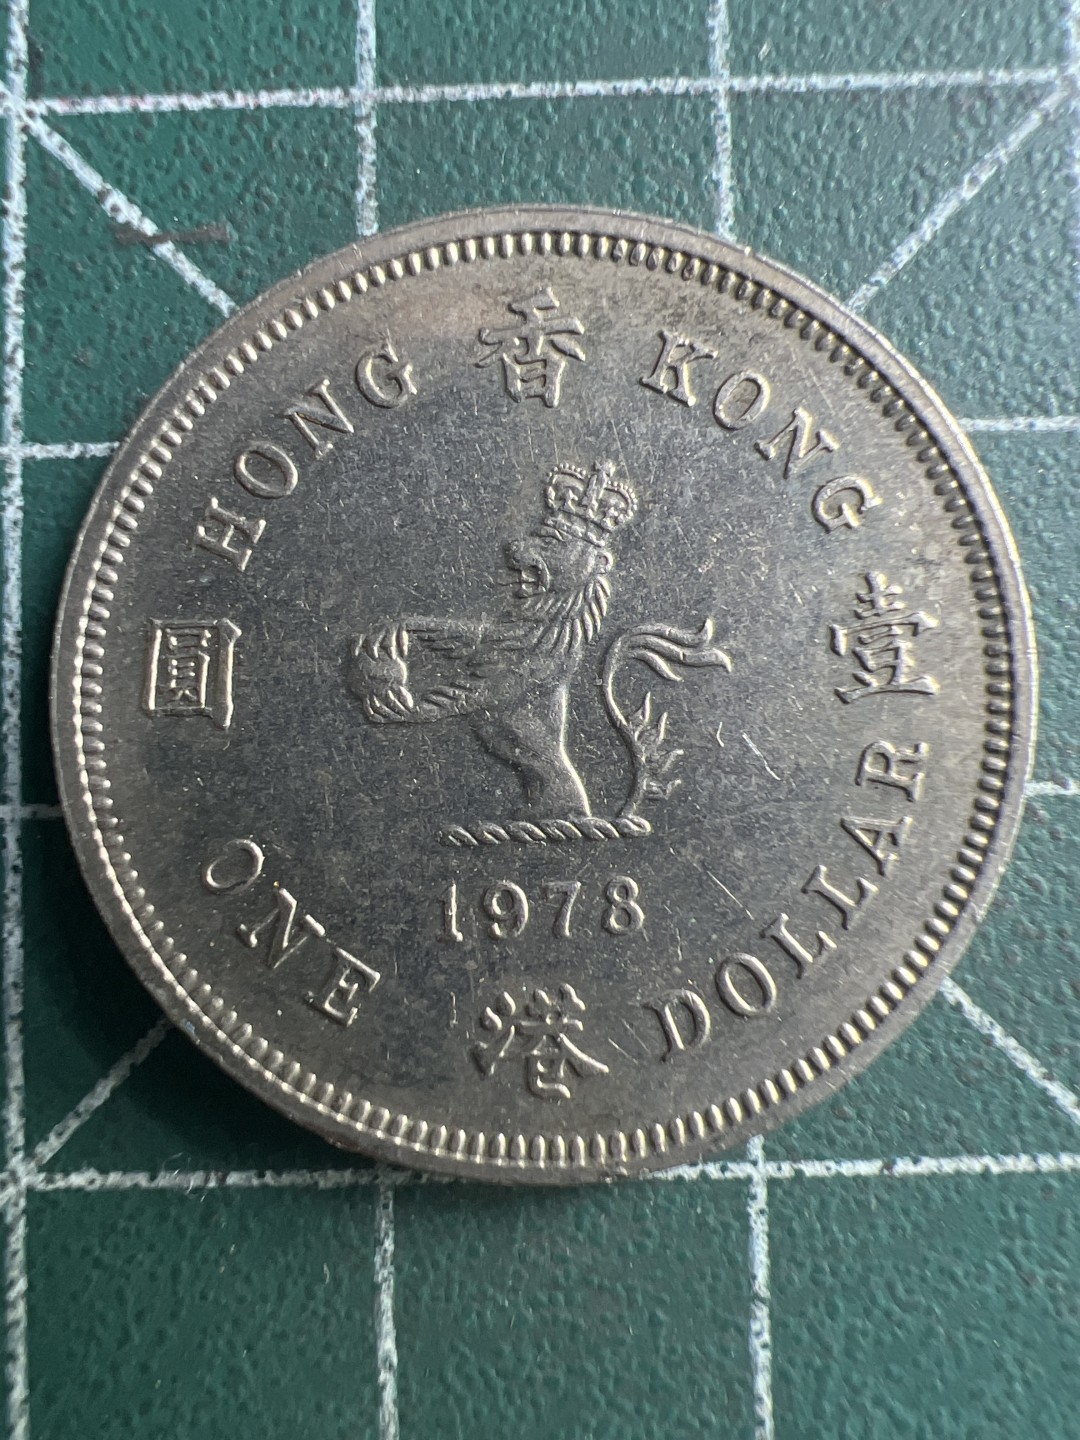 HONG KONG
香
港
壹
圓
1978
ONE DOLLAR